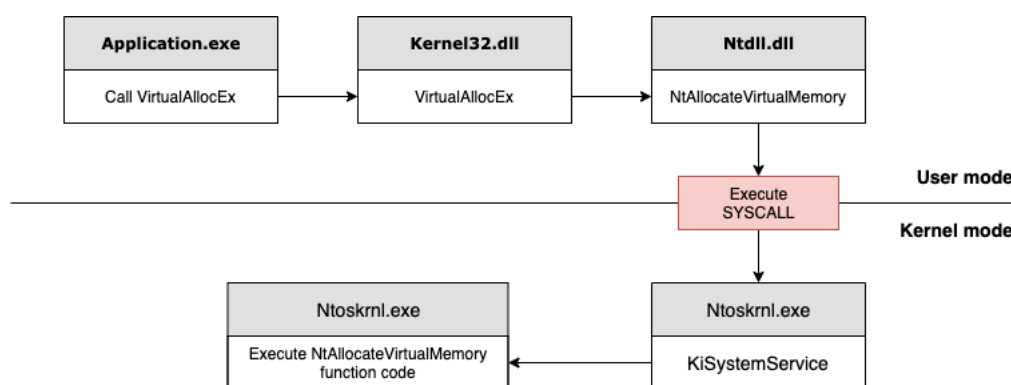 Application.exe
Kernel32.dll
Ntdll.dll
Call VirtualAllocEx
VirtualAllocEx
NtAllocateVirtualMemory
User mode
Execute
SYSCALL
Kernel mode
Ntoskrnl.exe
Ntoskrnl.exe
Execute NtAllocateVirtualMemory
function code
KiSystemService